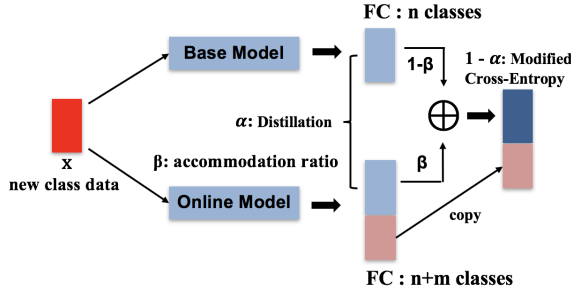 FC : n classes
Base Model
1-β
1 - α: Modified
Cross-Entropy
α: Distillation
x
new class data
β: accommodation ratio
β
Online Model
copy
FC : n+m classes